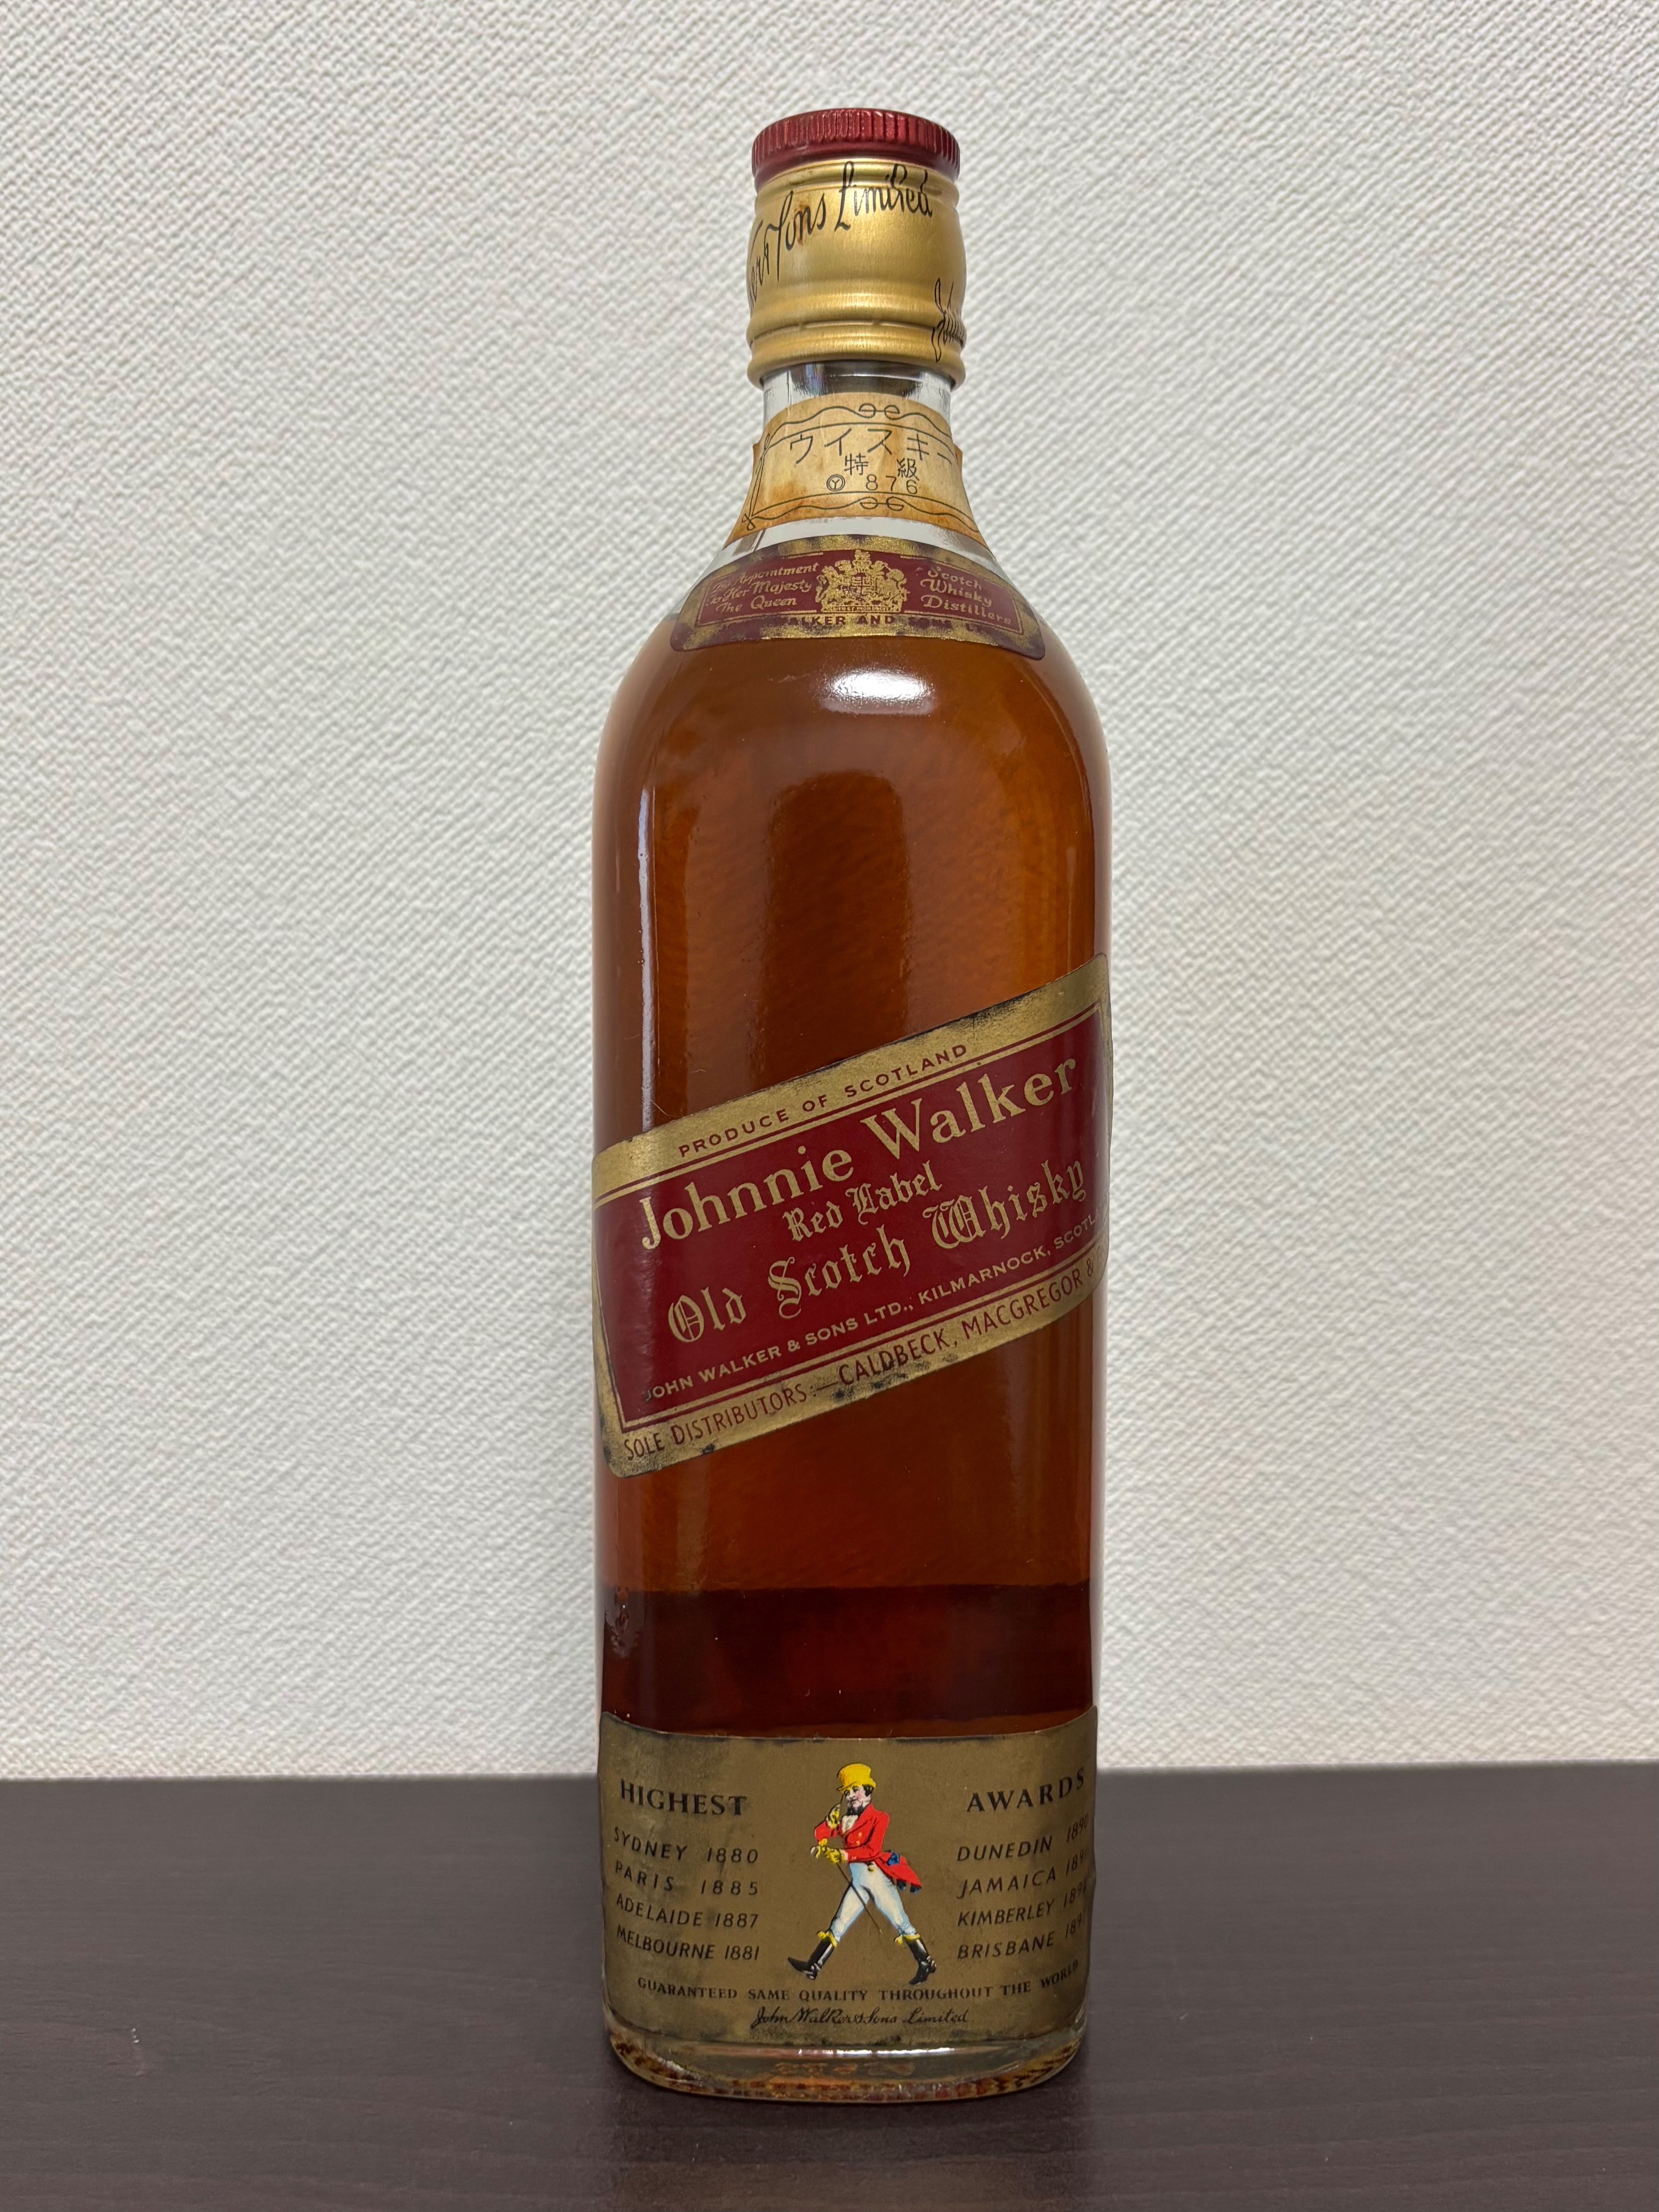 Sons Limited
ウイスキー
特級
Ⓨ 876
By Appointment
to Her Majesty
The Queen
Scotch
Whisky
Distillers
WALKER AND SONS
PRODUCE OF SCOTLAND
Johnnie Walker
Red Label
Old Scotch Whisky
JOHN WALKER & SONS LTD., KILMARNOCK,
SOLE DISTRIBUTORS:—CALDBECK, MACGREGOR &
HIGHEST
SYDNEY 1880
PARIS 1885
ADELAIDE 1887
MELBOURNE 1881
AWARDS
DUNEDIN 1890
JAMAICA
KIMBERLEY
BRISBANE
GUARANTEED SAME QUALITY THROUGHOUT THE WORLD
John Walker & Sons Limited